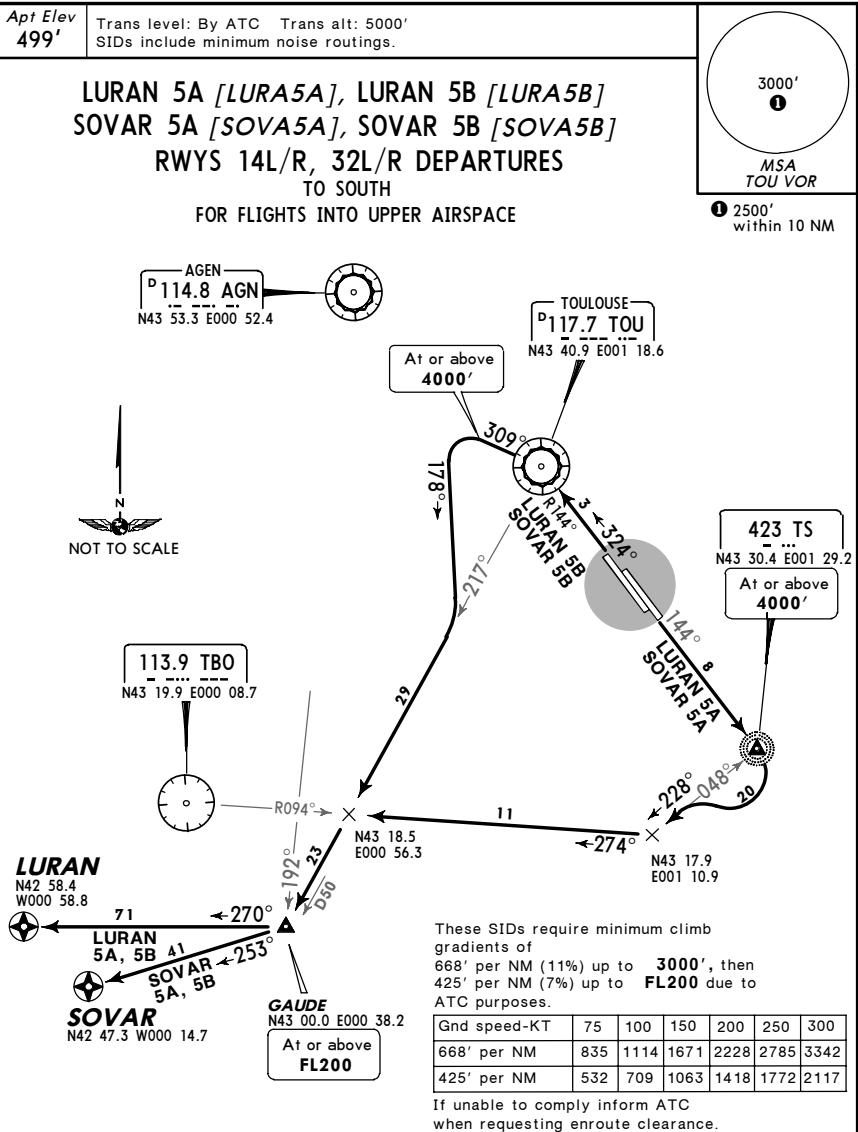 Apt Elev
499'
Trans level: By ATC Trans alt: 5000'
SIDs include minimum noise routings.
3000'
❶
MSA
TOU VOR
❶ 2500'
within 10 NM
LURAN 5A [LURA5A], LURAN 5B [LURA5B]
SOVAR 5A [SOVA5A], SOVAR 5B [SOVA5B]
RWYS 14L/R, 32L/R DEPARTURES
TO SOUTH
FOR FLIGHTS INTO UPPER AIRSPACE
AGEN
D 114.8 AGN
N43 53.3 E000 52.4
TOULOUSE
D 117.7 TOU
N43 40.9 E001 18.6
At or above
4000'
309°
178°
217°
R144°
LURAN 5B
SOVAR 5B
3
324°
N
NOT TO SCALE
423 TS
N43 30.4 E001 29.2
At or above
4000'
144°
8
LURAN 5A
SOVAR 5A
113.9 TBO
N43 19.9 E000 08.7
29
R094°
228°
048°
20
11
274°
N43 18.5
E000 56.3
N43 17.9
E001 10.9
23
192°
D50
LURAN
N42 58.4
W000 58.8
71
270°
LURAN
5A, 5B
41
253°
SOVAR
5A, 5B
SOVAR
N42 47.3 W000 14.7
GAUDE
N43 00.0 E000 38.2
At or above
FL200
These SIDs require minimum climb
gradients of
668' per NM (11%) up to 3000', then
425' per NM (7%) up to FL200 due to
ATC purposes.
Gnd speed-KT 75 100 150 200 250 300
668' per NM 835 1114 1671 2228 2785 3342
425' per NM 532 709 1063 1418 1772 2117
If unable to comply inform ATC
when requesting enroute clearance.